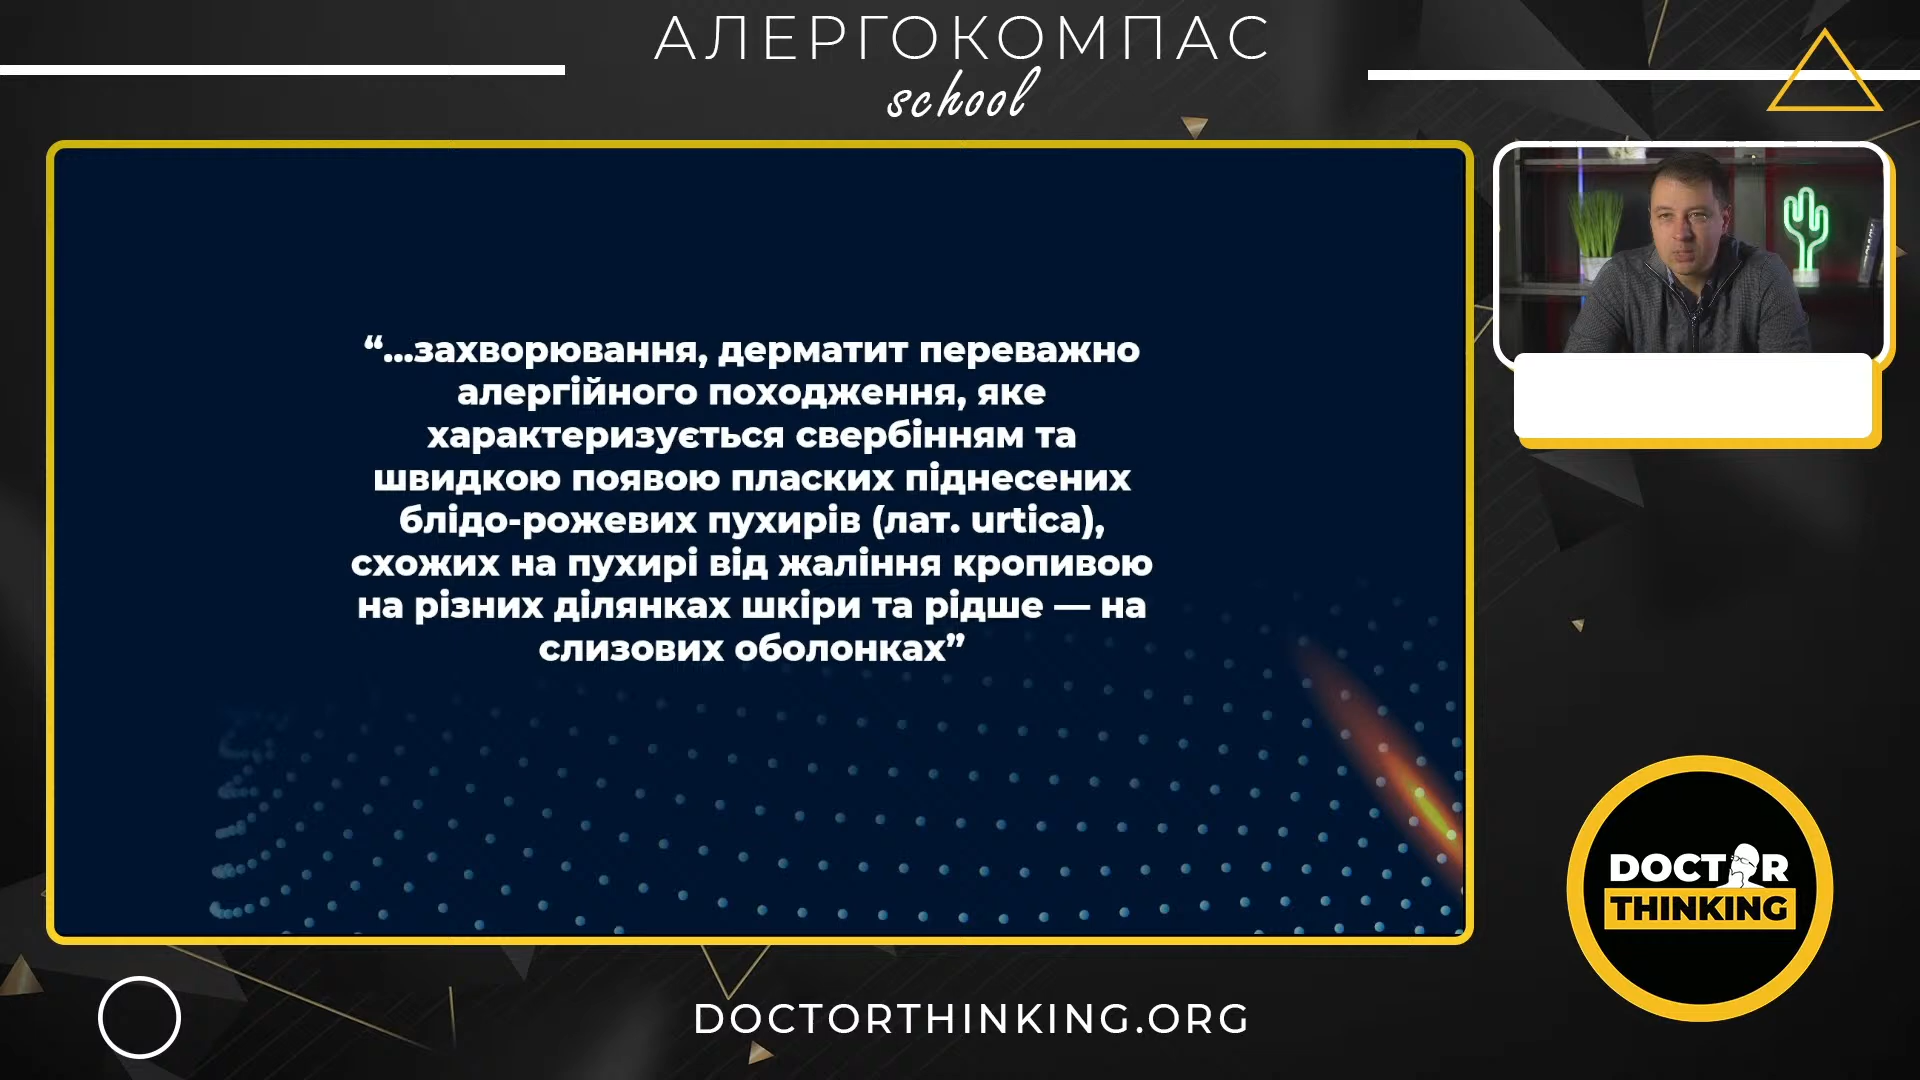 АЛЕРГОКОМПАС
school
“...захворювання, дерматит переважно
алергійного походження, яке
характеризується свербінням та
швидкою появою пласких піднесених
блідо-рожевих пухирів (лат. urtica),
схожих на пухирі від жаління кропивою
на різних ділянках шкіри та рідше — на
слизових оболонках”
DOCTOR
THINKING
DOCTORTHINKING.ORG